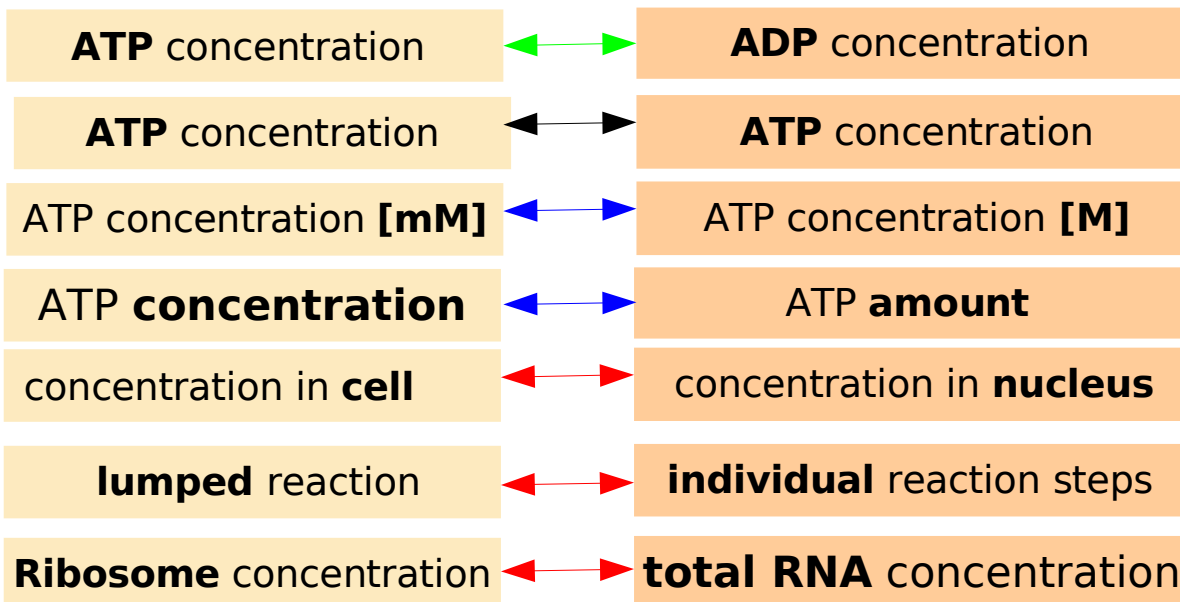 ATP concentration
ADP concentration
ATP concentration
ATP concentration
ATP concentration [mM]
ATP concentration [M]
ATP concentration
ATP amount
concentration in cell
concentration in nucleus
lumped reaction
individual reaction steps
Ribosome concentration
total RNA concentration